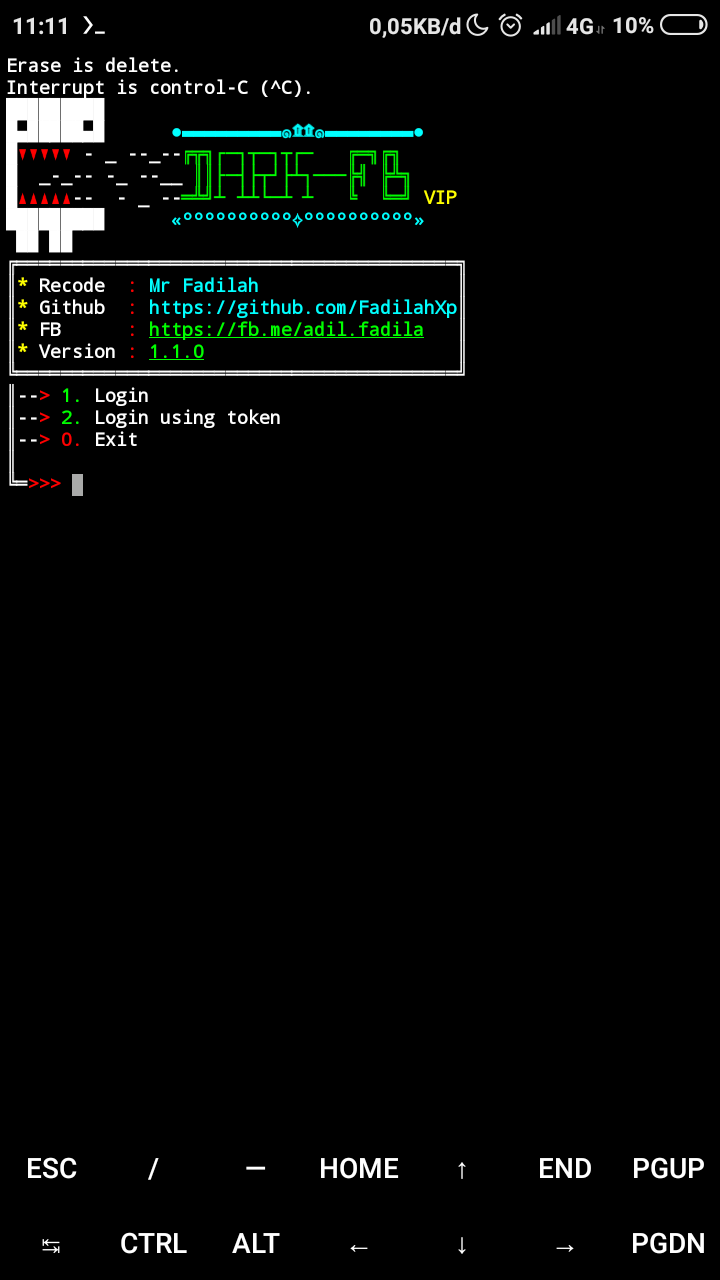 11:11 0,05KB/d 4G 10%
Erase is delete.
Interrupt is control-C (^C).
DARK-FB VIP
* Recode : Mr Fadilah
* Github : https://github.com/FadilahXp
* FB : https://fb.me/adil.fadila
* Version : 1.1.0
--> 1. Login
--> 2. Login using token
--> 0. Exit
>>>
ESC / — HOME ↑ END PGUP
↹ CTRL ALT ← ↓ → PGDN